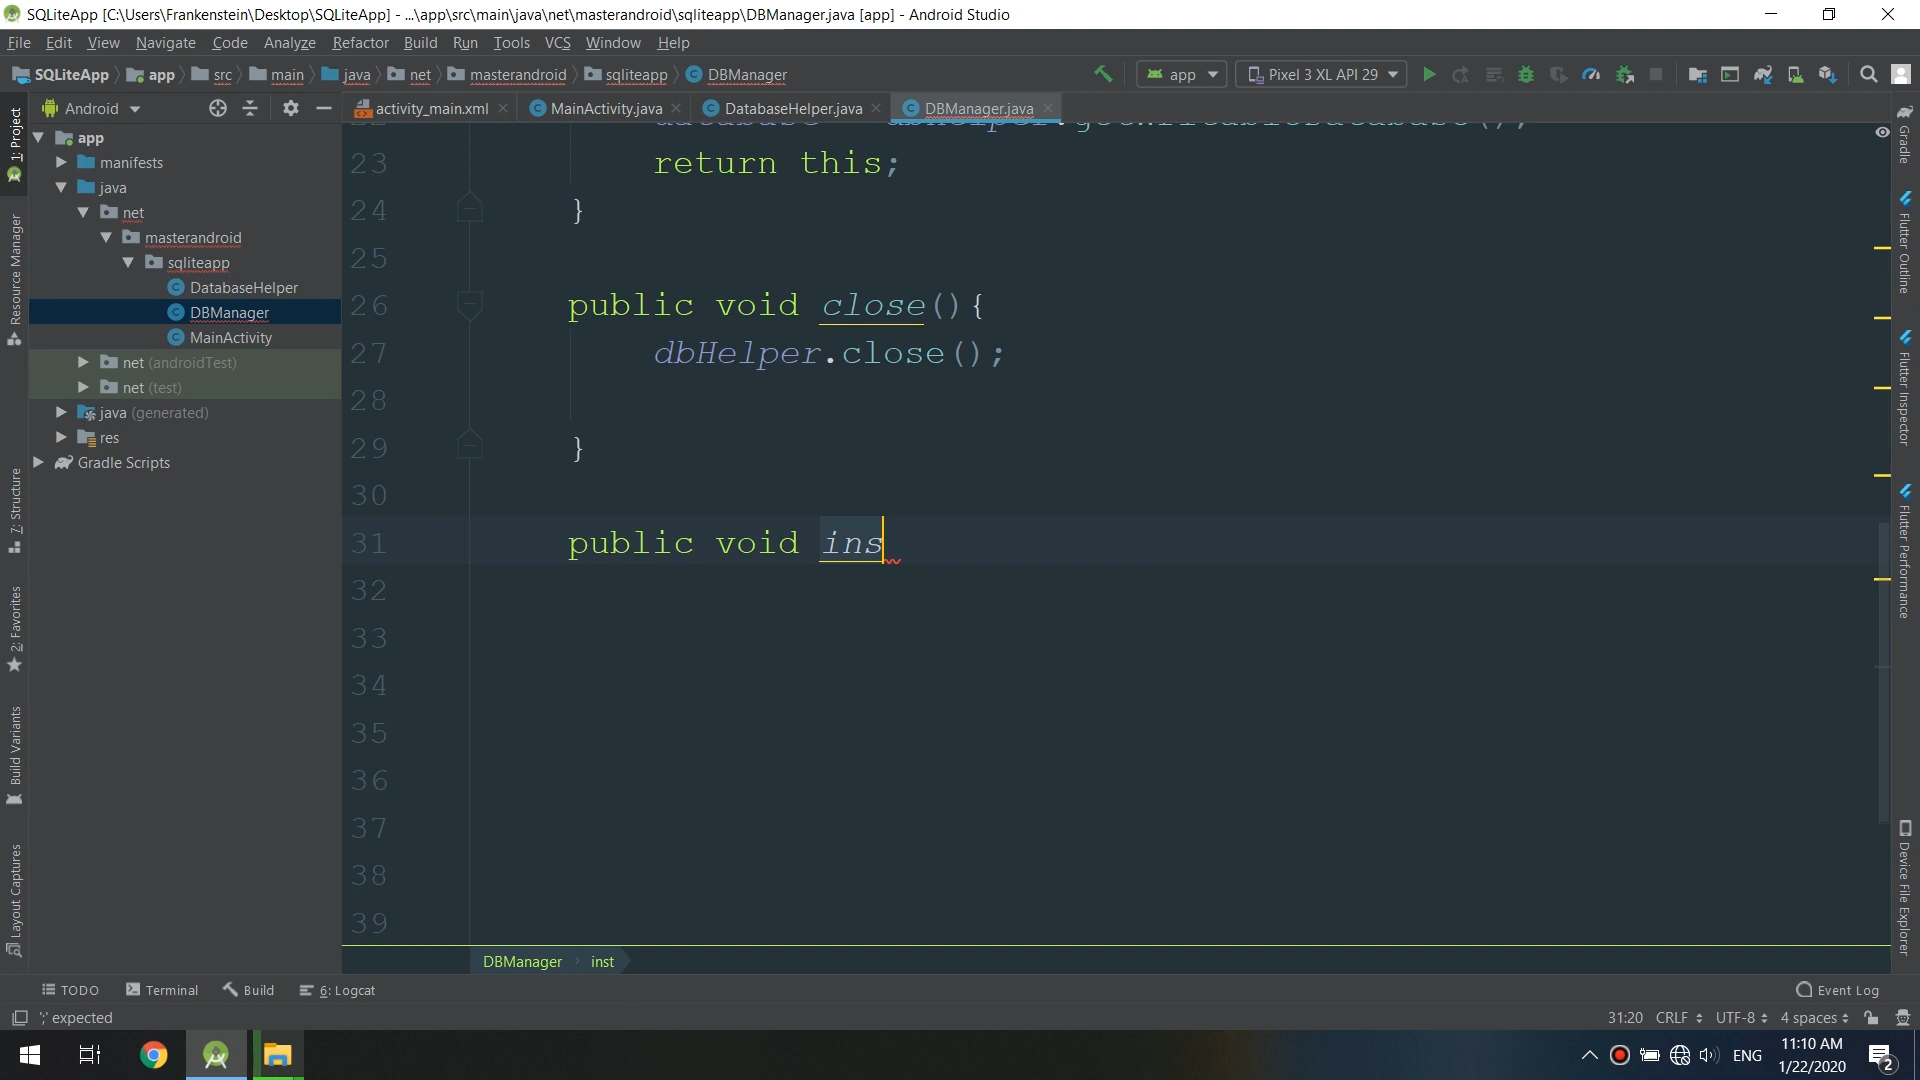 SQLiteApp [C:\Users\Frankenstein\Desktop\SQLiteApp] - ...\app\src\main\java\net\masterandroid\sqliteapp\DBManager.java [app] - Android Studio
File Edit View Navigate Code Analyze Refactor Build Run Tools VCS Window Help
SQLiteApp app src main java net masterandroid sqliteapp DBManager app Pixel 3 XL API 29
Android activity_main.xml MainActivity.java DatabaseHelper.java DBManager.java
app
manifests
java
net
masterandroid
sqliteapp
DatabaseHelper
DBManager
MainActivity
net (androidTest)
net (test)
java (generated)
res
Gradle Scripts
1: Project
Resource Manager
7: Structure
2: Favorites
Build Variants
Layout Captures
22 database = dbHelper.getWritableDatabase();
23 return this;
24 }
25
26 public void close(){
27 dbHelper.close();
28
29 }
30
31 public void ins
32
33
34
35
36
37
38
39
DBManager inst
Gradle
Flutter Outline
Flutter Inspector
Flutter Performance
Device File Explorer
TODO Terminal Build 6: Logcat Event Log
';' expected 31:20 CRLF UTF-8 4 spaces
ENG 11:10 AM
1/22/2020 2